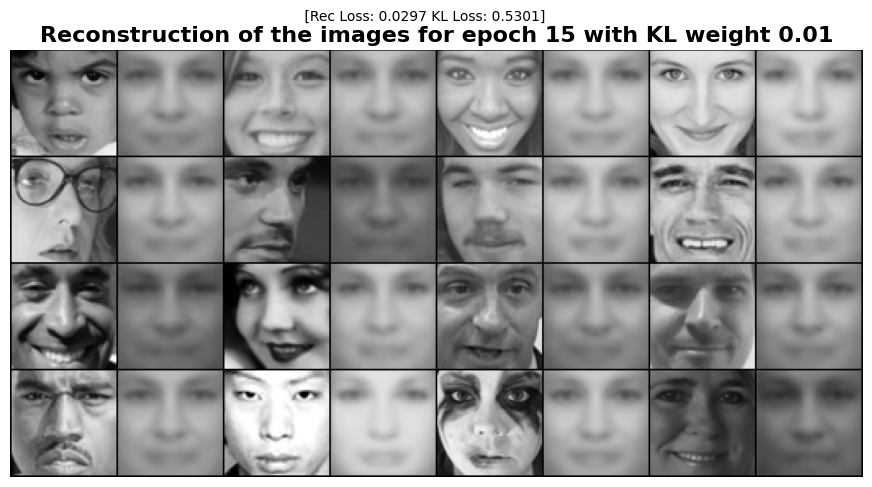 [Rec Loss: 0.0297 KL Loss: 0.5301]
Reconstruction of the images for epoch 15 with KL weight 0.01